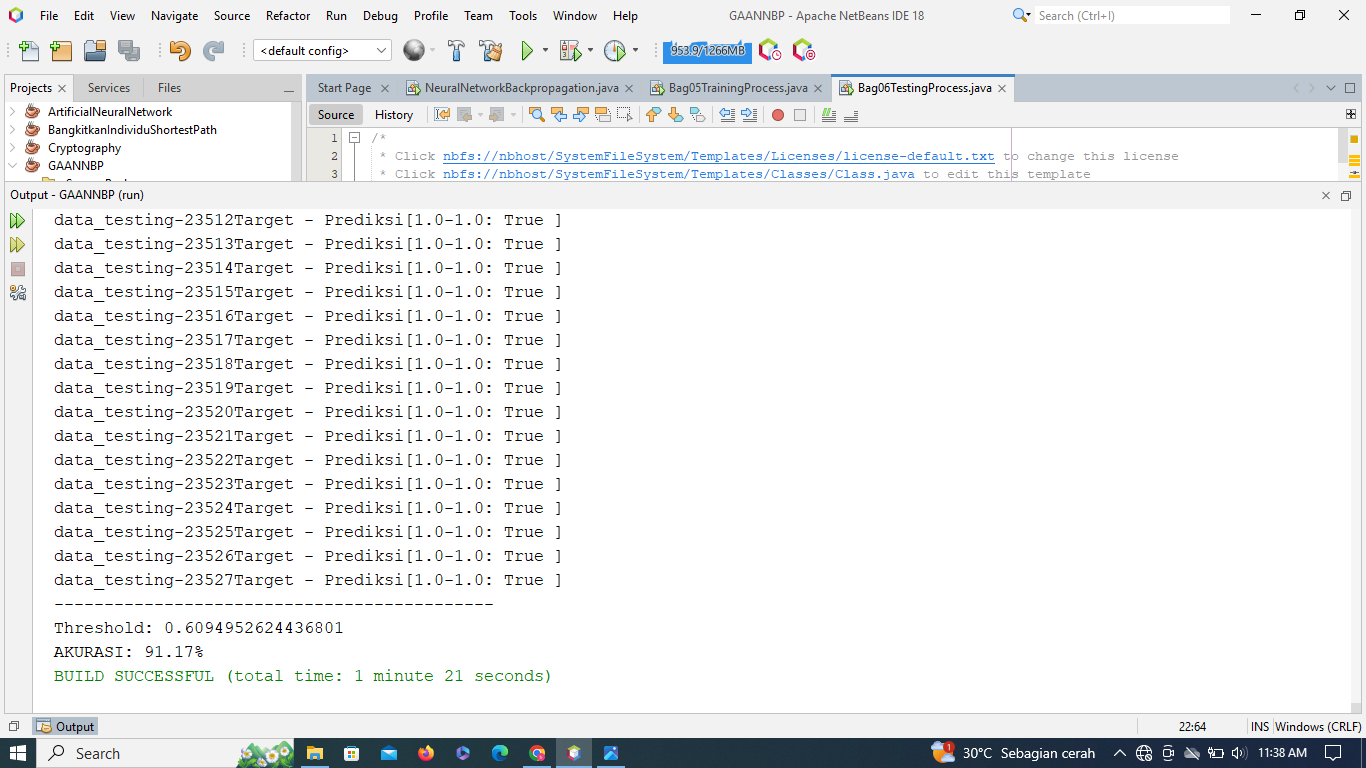 File Edit View Navigate Source Refactor Run Debug Profile Team Tools Window Help GAANNBP - Apache NetBeans IDE 18 Search (Ctrl+I)
<default config> 953.9/1266MB
Projects Services Files Start Page NeuralNetworkBackpropagation.java Bag05TrainingProcess.java Bag06TestingProcess.java
ArtificialNeuralNetwork
BangkitkanIndividuShortestPath
Cryptography
GAANNBP
Source History
1 /*
2 * Click nbfs://nbhost/SystemFileSystem/Templates/Licenses/license-default.txt to change this license
3 * Click nbfs://nbhost/SystemFileSystem/Templates/Classes/Class.java to edit this template
Output - GAANNBP (run)
data_testing-23512Target - Prediksi[1.0-1.0: True ]
data_testing-23513Target - Prediksi[1.0-1.0: True ]
data_testing-23514Target - Prediksi[1.0-1.0: True ]
data_testing-23515Target - Prediksi[1.0-1.0: True ]
data_testing-23516Target - Prediksi[1.0-1.0: True ]
data_testing-23517Target - Prediksi[1.0-1.0: True ]
data_testing-23518Target - Prediksi[1.0-1.0: True ]
data_testing-23519Target - Prediksi[1.0-1.0: True ]
data_testing-23520Target - Prediksi[1.0-1.0: True ]
data_testing-23521Target - Prediksi[1.0-1.0: True ]
data_testing-23522Target - Prediksi[1.0-1.0: True ]
data_testing-23523Target - Prediksi[1.0-1.0: True ]
data_testing-23524Target - Prediksi[1.0-1.0: True ]
data_testing-23525Target - Prediksi[1.0-1.0: True ]
data_testing-23526Target - Prediksi[1.0-1.0: True ]
data_testing-23527Target - Prediksi[1.0-1.0: True ]
--------------------------------------------
Threshold: 0.6094952624436801
AKURASI: 91.17%
BUILD SUCCESSFUL (total time: 1 minute 21 seconds)
Output 22:64 INS Windows (CRLF)
Search 1 30°C Sebagian cerah 11:38 AM